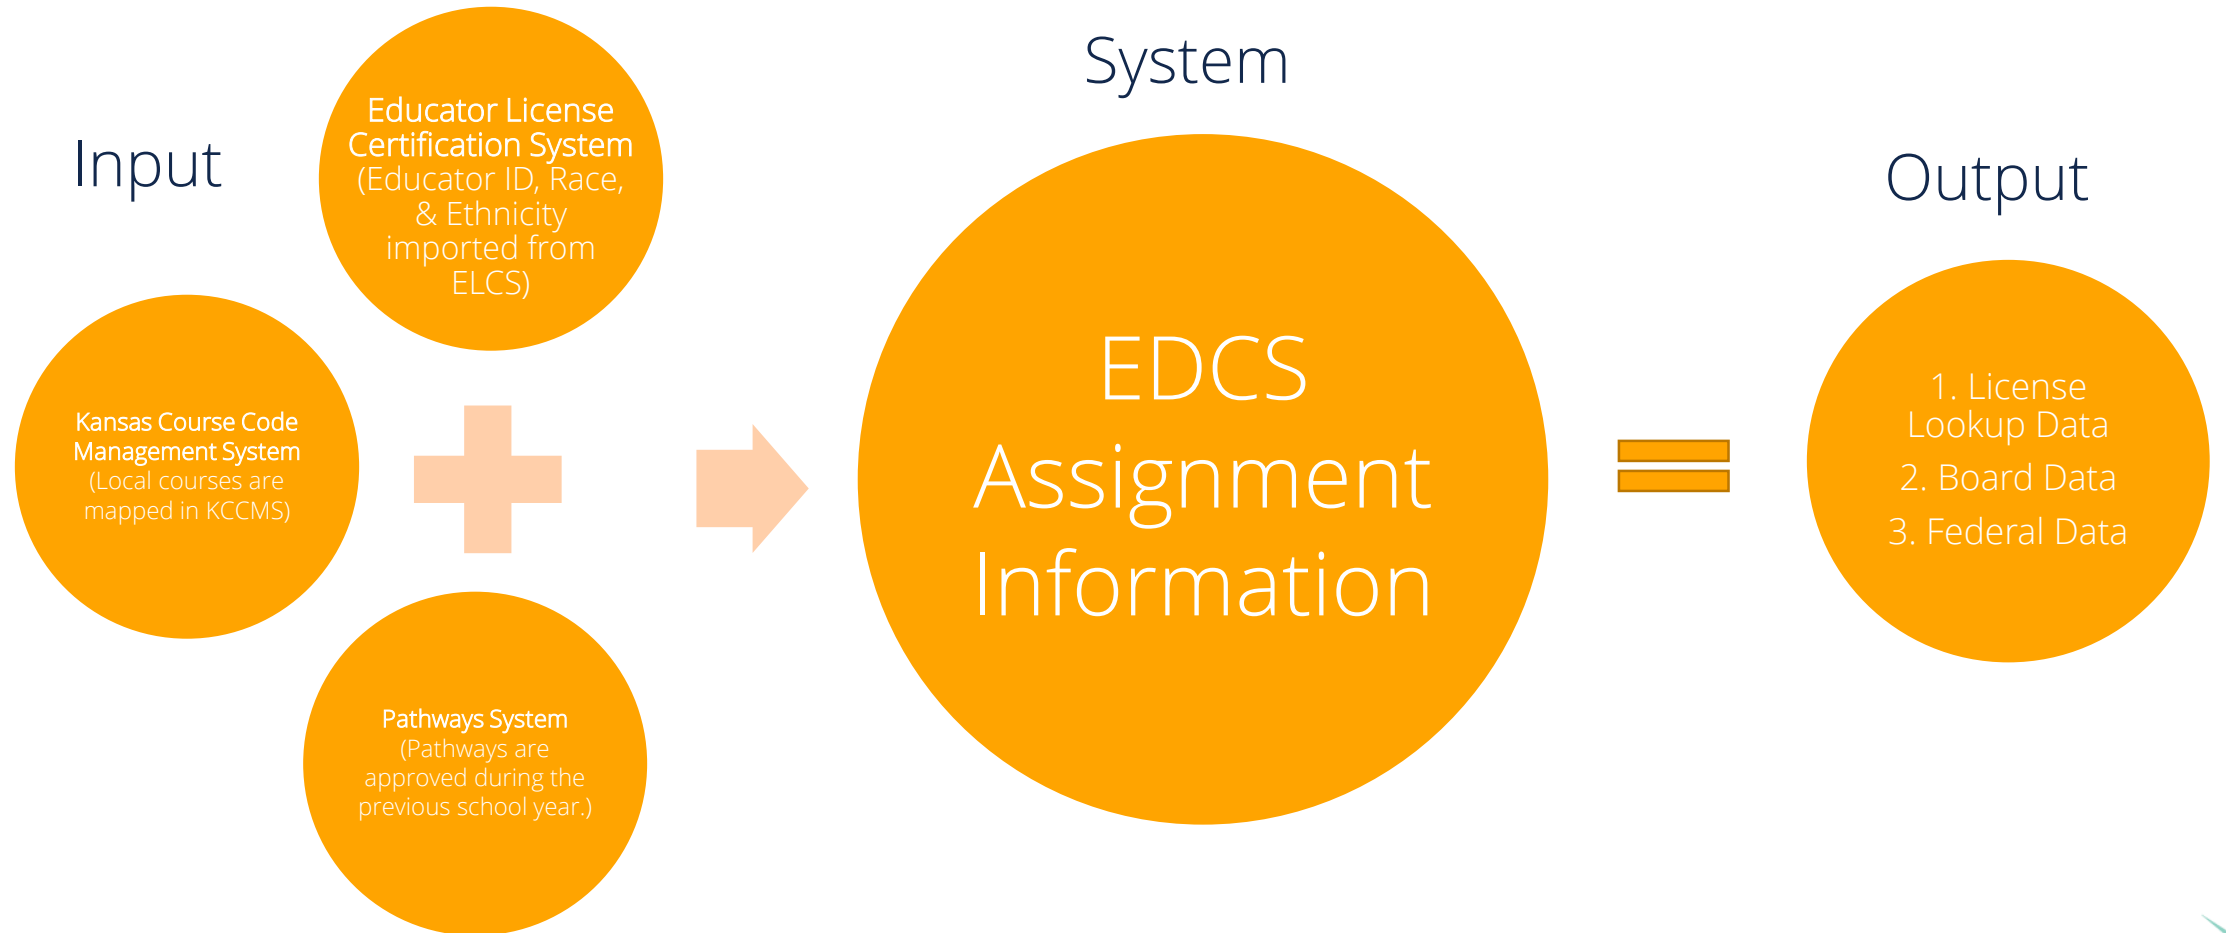 Input
Educator License
Certification System
(Educator ID, Race,
& Ethnicity
imported from
ELCS)
Kansas Course Code
Management System
(Local courses are
mapped in KCCMS)
Pathways System
(Pathways are
approved during the
previous school year.)
System
EDCS
Assignment
Information
Output
1. License
Lookup Data
2. Board Data
3. Federal Data